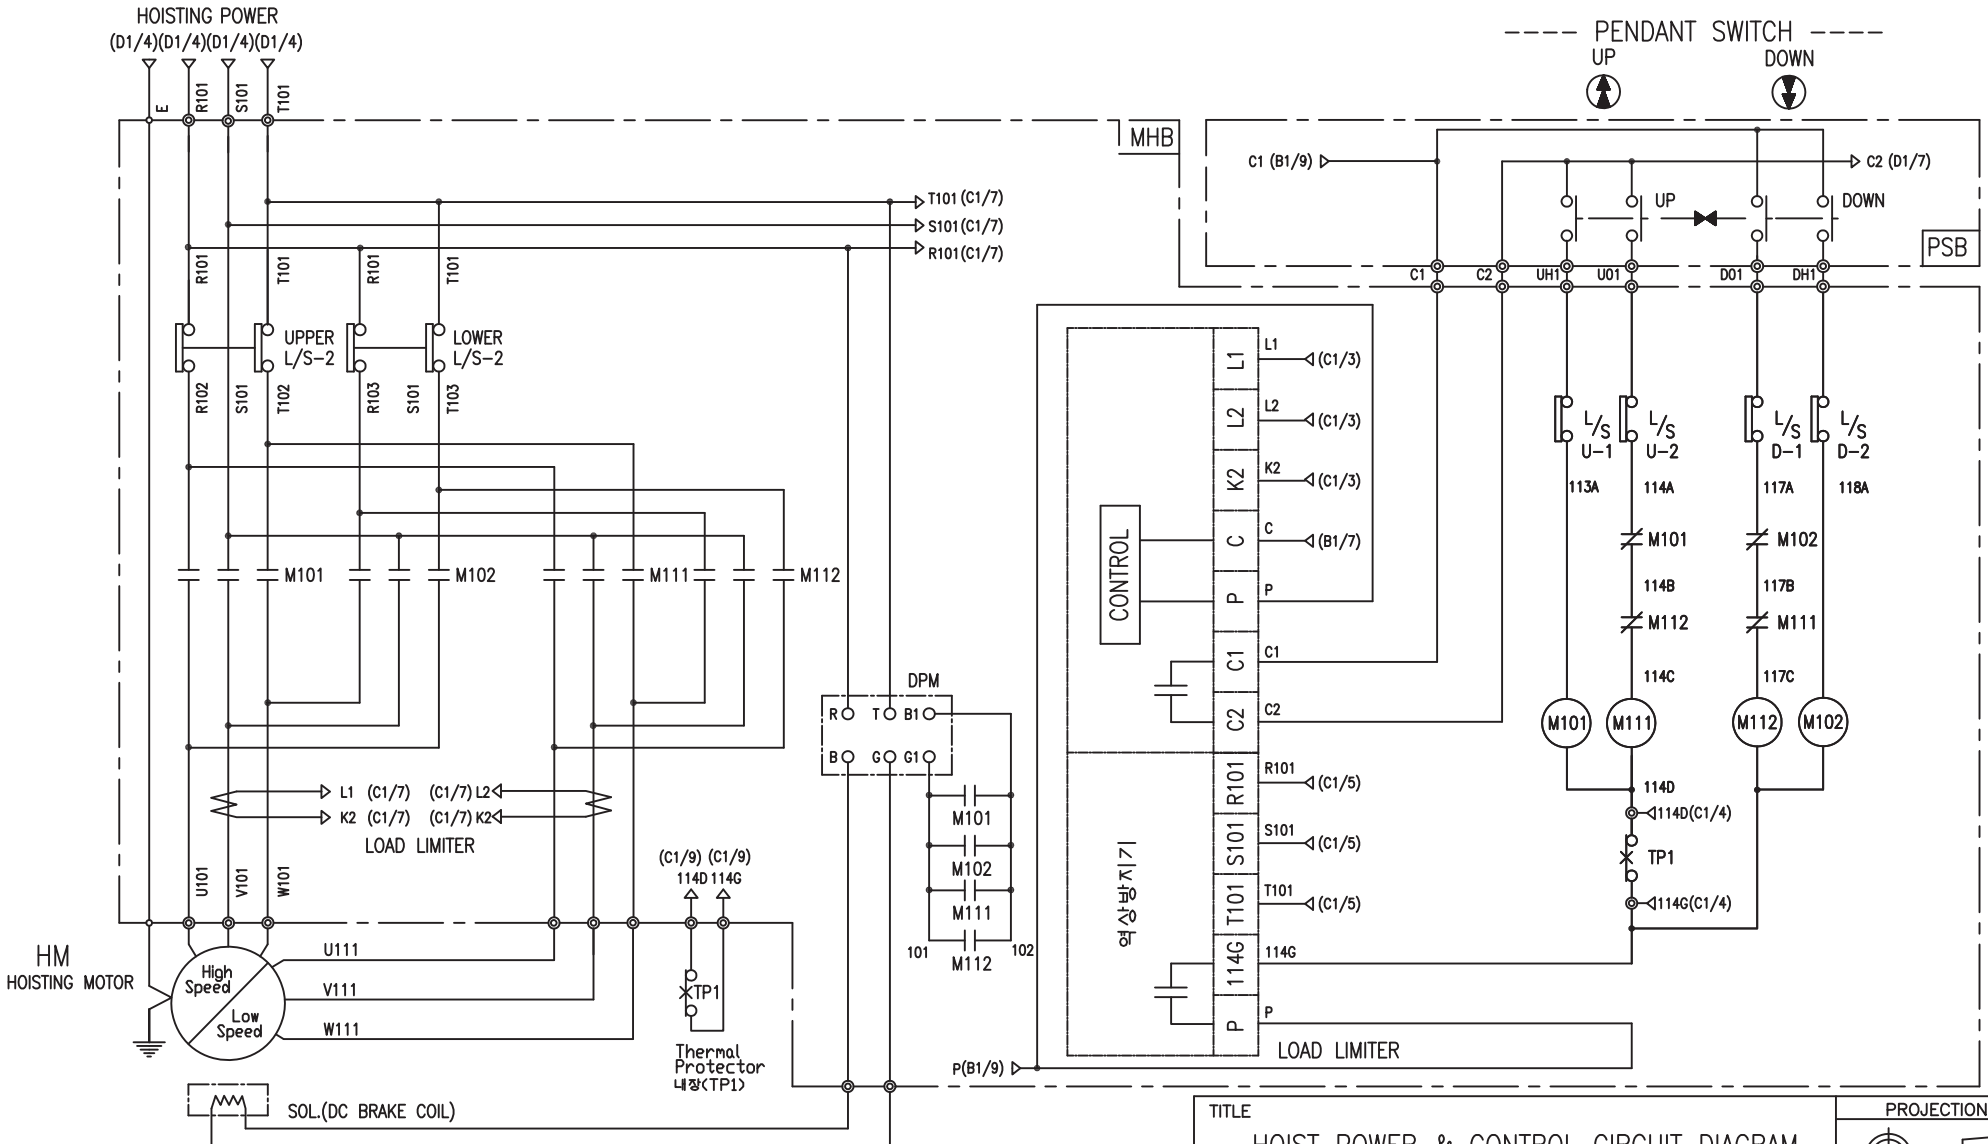 HOISTING POWER
(D1/4)(D1/4)(D1/4)(D1/4)
E
R101
S101
T101
MHB
T101 (C1/7)
S101 (C1/7)
R101 (C1/7)
R101
T101
R101
T101
UPPER
L/S-2
LOWER
L/S-2
R102
S101
T102
R103
S101
T103
M101
M102
M111
M112
L1 (C1/7)
(C1/7) L2
K2 (C1/7)
(C1/7) K2
LOAD LIMITER
U101
V101
W101
(C1/9) (C1/9)
114D 114G
HM
HOISTING MOTOR
High
Speed
Low
Speed
U111
V111
W111
TP1
Thermal
Protector
내장(TP1)
SOL.(DC BRAKE COIL)
DPM
R T B1
B G G1
M101
M102
M111
M112
101
102
P(B1/9)
CONTROL
역상방지기
L1 L1 (C1/3)
L2 L2 (C1/3)
K2 K2 (C1/3)
C C (B1/7)
P P
C1 C1
C2 C2
R101 R101 (C1/5)
S101 S101 (C1/5)
T101 T101 (C1/5)
114G 114G
P P
LOAD LIMITER
---- PENDANT SWITCH ----
UP
DOWN
C1 (B1/9)
C2 (D1/7)
UP
DOWN
PSB
C1 C2 UH1 U01 D01 DH1
L/S
U-1
L/S
U-2
L/S
D-1
L/S
D-2
113A 114A 117A 118A
M101 M102
114B 117B
M112 M111
114C 117C
M101 M111 M112 M102
114D
114D(C1/4)
TP1
114G(C1/4)
TITLE
HOIST POWER & CONTROL CIRCUIT DIAGRAM
PROJECTION